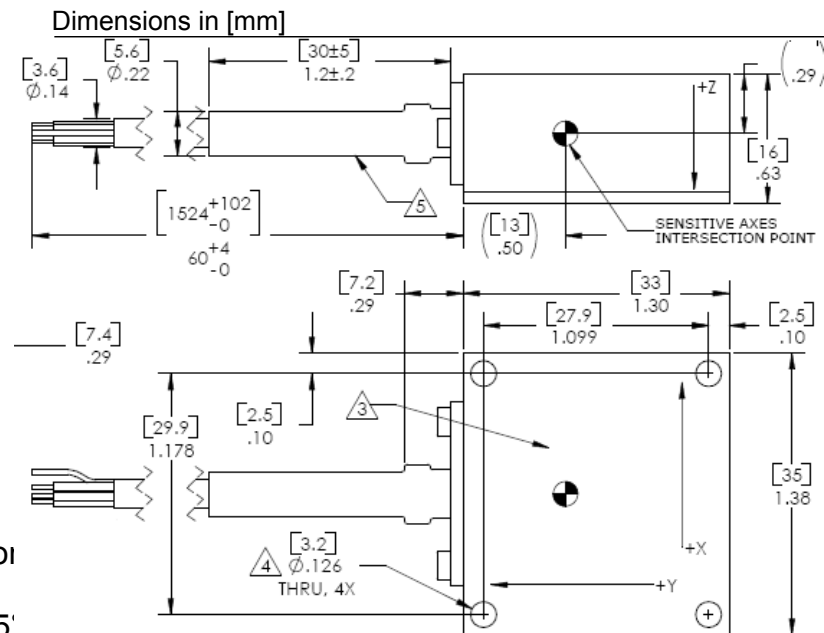 Dimensions in [mm]
[3.6]
Ø.14
[5.6]
Ø.22
[30±5]
1.2±.2
.29
+Z
[16]
.63
5
[1524 +102 -0]
60 +4 -0
([13]
.50)
SENSITIVE AXES
INTERSECTION POINT
[7.4]
.29
[7.2]
.29
[33]
1.30
[27.9]
1.099
[2.5]
.10
[2.5]
.10
3
[29.9]
1.178
[35]
1.38
+X
+Y
4
[3.2]
Ø.126
THRU, 4X